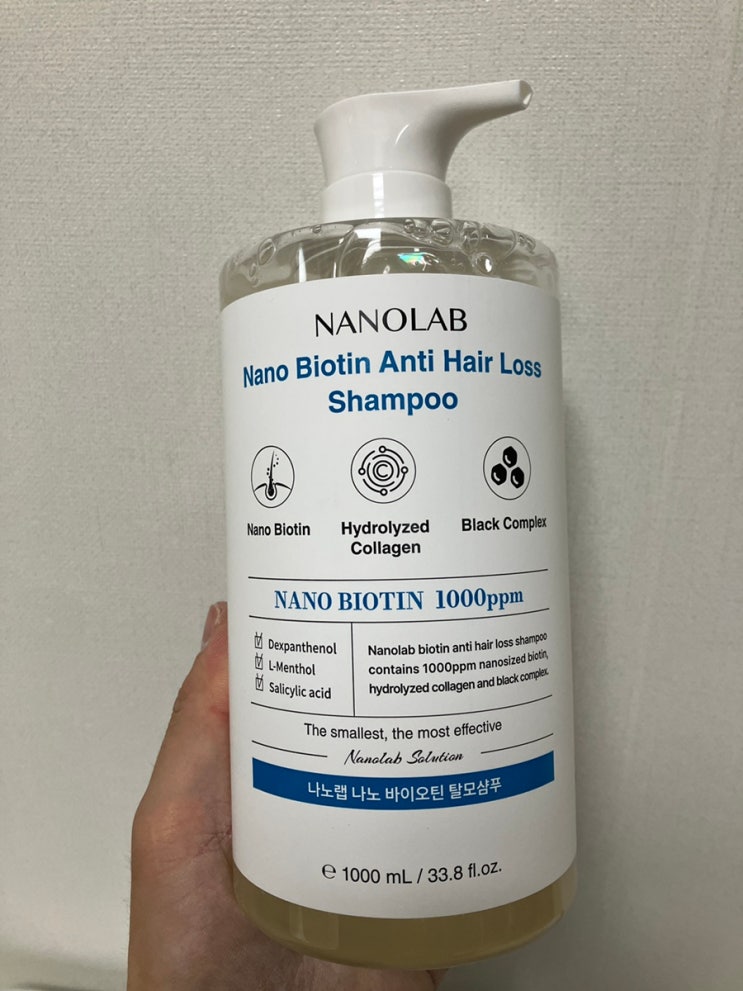 NANOLAB
Nano Biotin Anti Hair Loss
Shampoo
Nano Biotin
Hydrolyzed
Collagen
Black Complex
NANO BIOTIN 1000ppm
Dexpanthenol
L-Menthol
Salicylic acid
Nanolab biotin anti hair loss shampoo
contains 1000ppm nanosized biotin,
hydrolyzed collagen and black complex.
The smallest, the most effective
Nanolab Solution
나노랩 나노 바이오틴 탈모샴푸
℮ 1000 mL / 33.8 fl.oz.